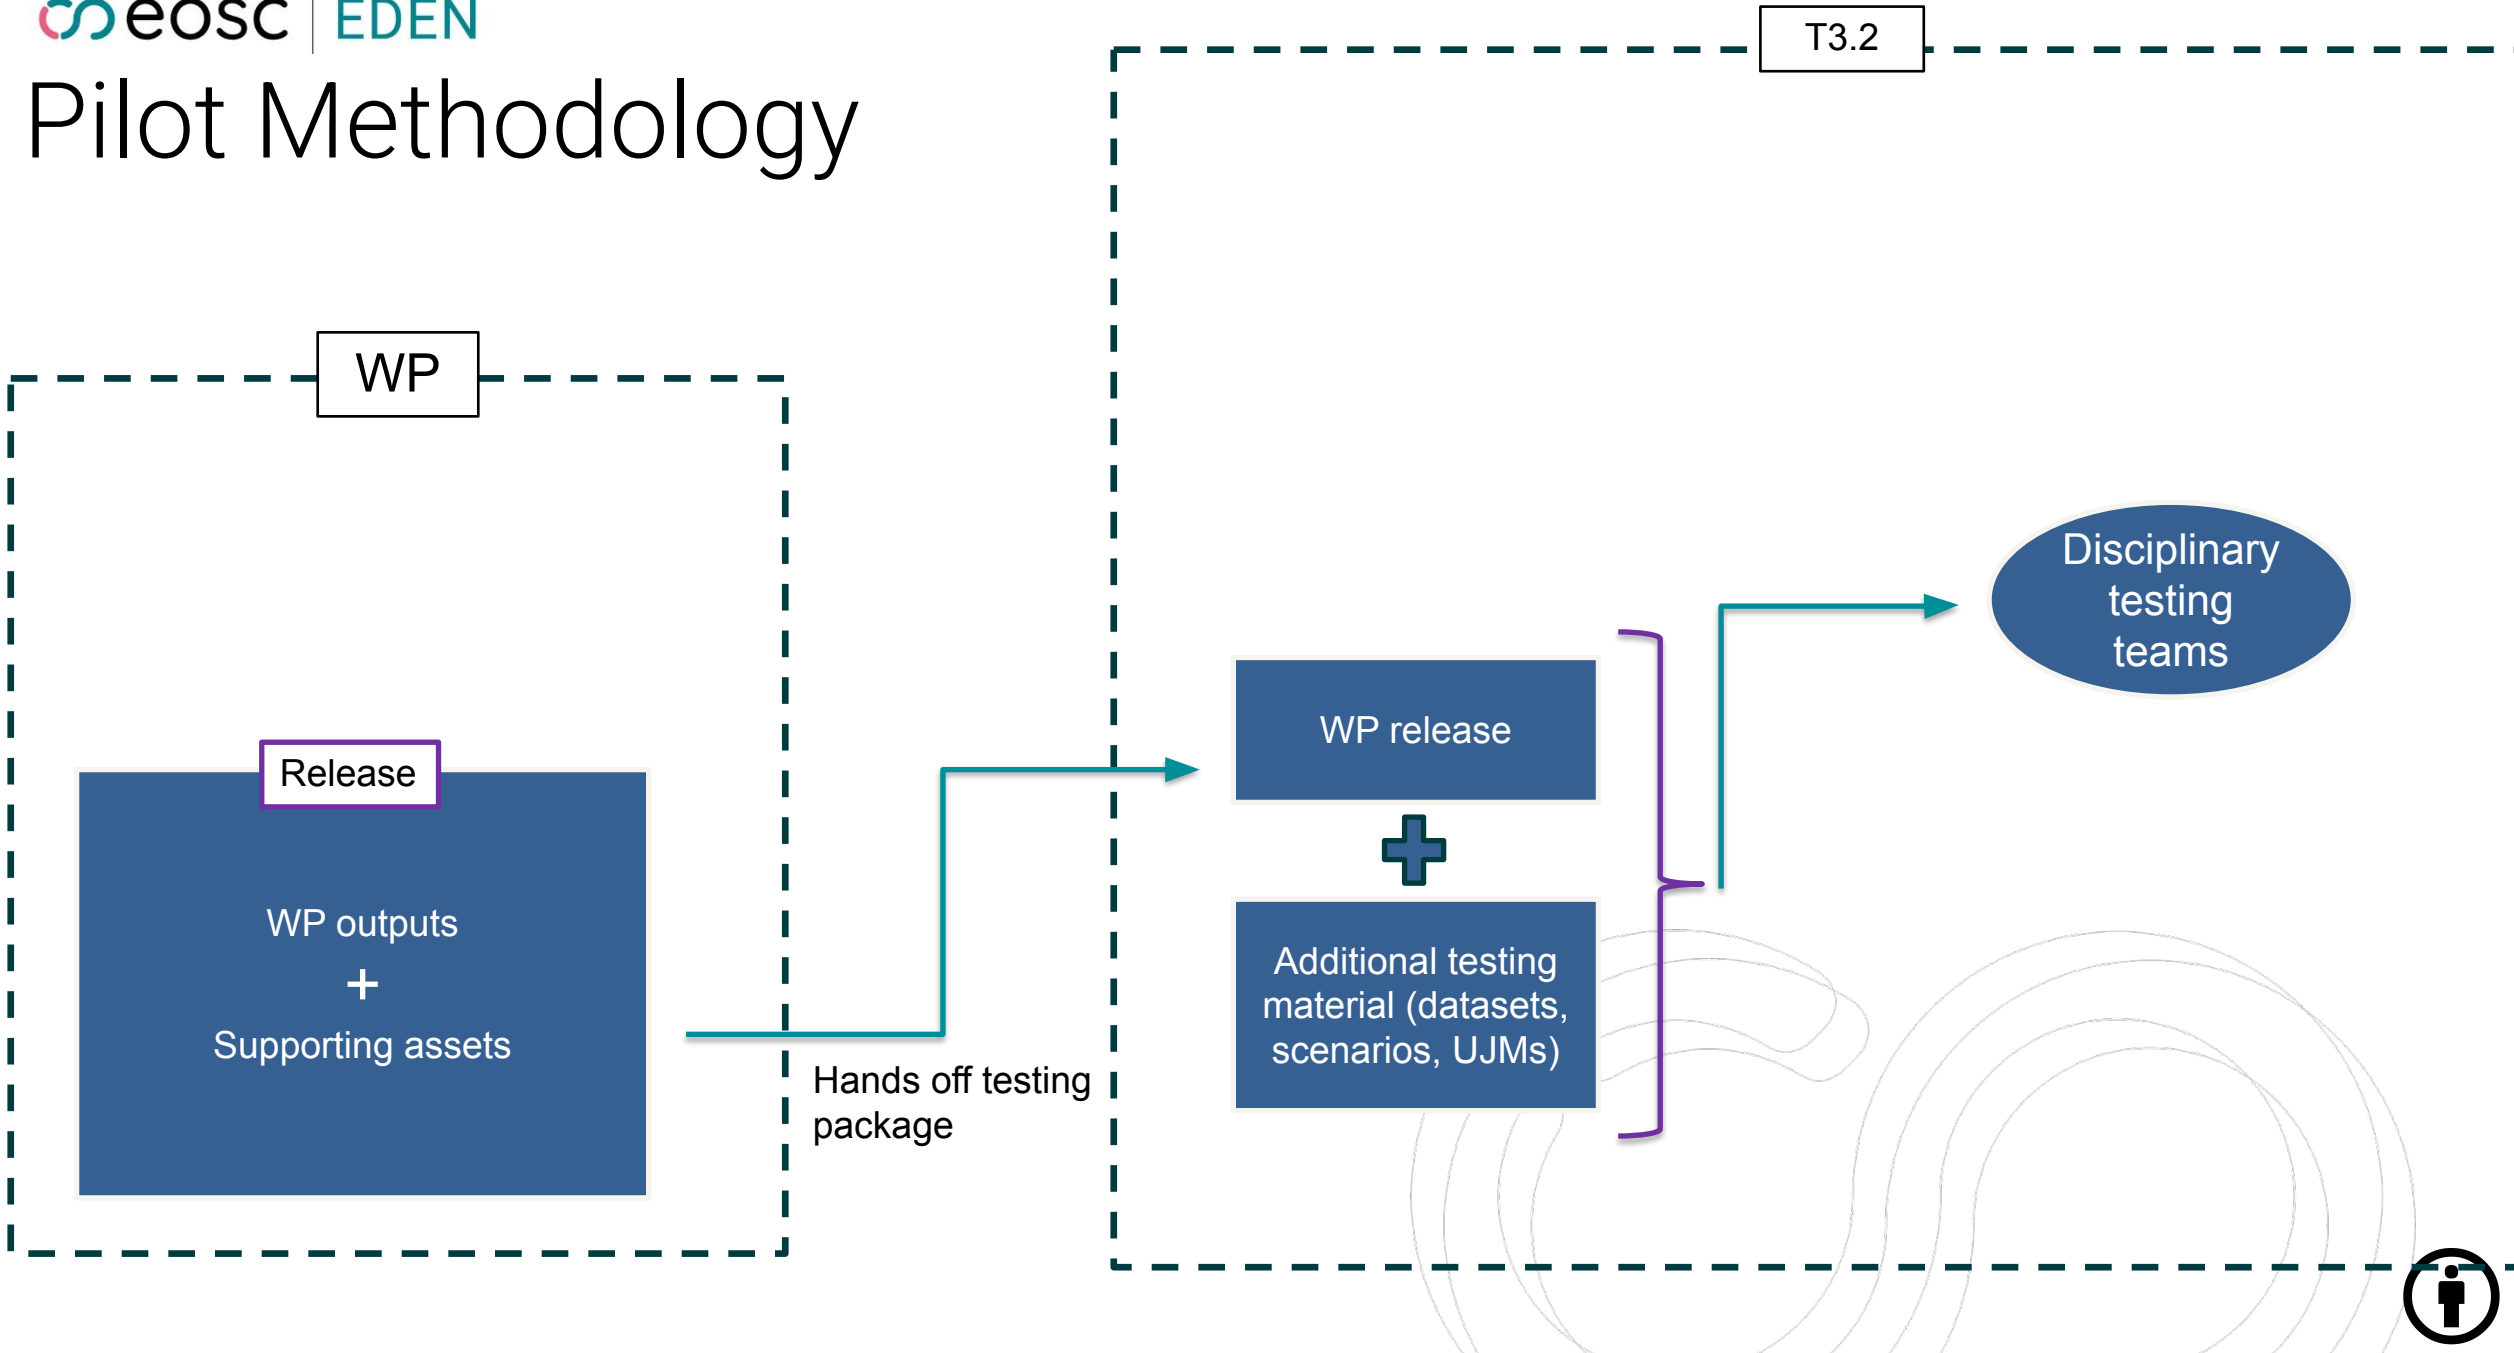 eosc EDEN
Pilot Methodology
T3.2
WP
Release
WP outputs
+
Supporting assets
Hands off testing
package
WP release
Additional testing
material (datasets,
scenarios, UJMs)
Disciplinary
testing
teams